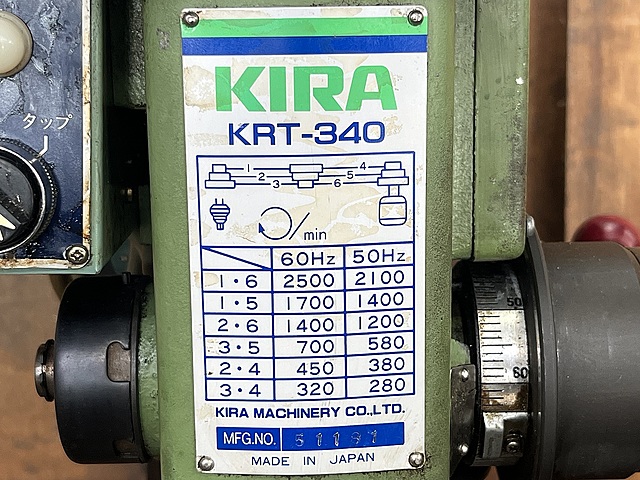 タップ
KIRA
KRT-340
1 2 3 4 5 6
/min
60Hz 50Hz
1・6 2500 2100
1・5 1700 1400
2・6 1400 1200
3・5 700 580
2・4 450 380
3・4 320 280
KIRA MACHINERY CO.,LTD.
MFG.NO. 51191
MADE IN JAPAN
50
60